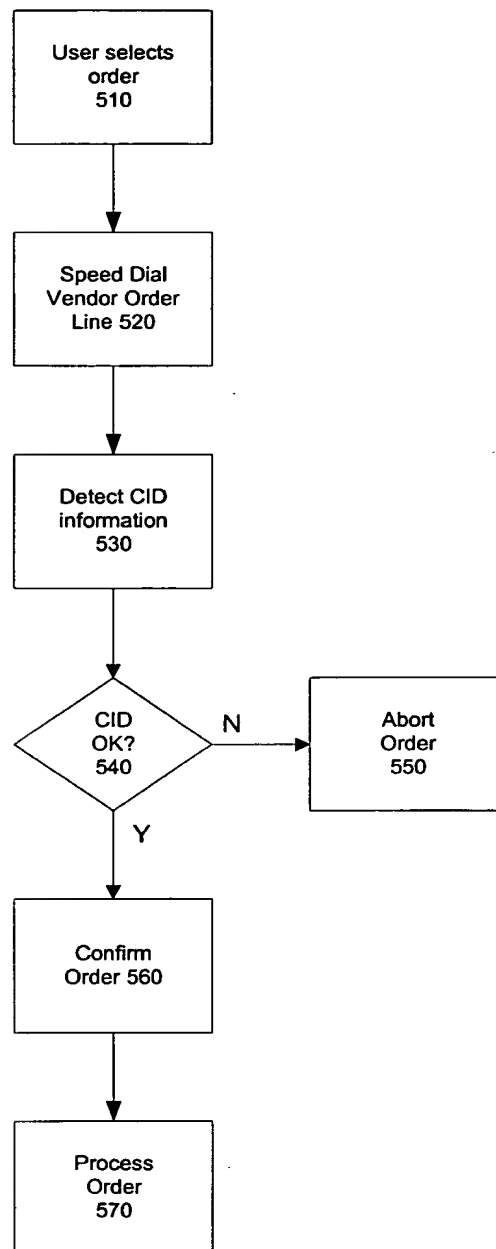 User selects
order
510
Speed Dial
Vendor Order
Line 520
Detect CID
information
530
CID
OK?
540
N
Abort
Order
550
Y
Confirm
Order 560
Process
Order
570